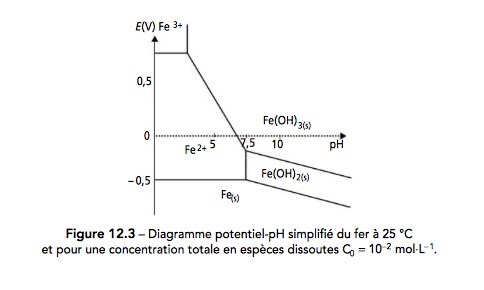 E(V) Fe 3+
0,5
Fe(OH)3(s)
0
5
7,5
10
pH
Fe2+
Fe(OH)2(s)
−0,5
Fe(s)
Figure 12.3 – Diagramme potentiel-pH simplifié du fer à 25 °C
et pour une concentration totale en espèces dissoutes C0 = 10−2 mol·L−1.